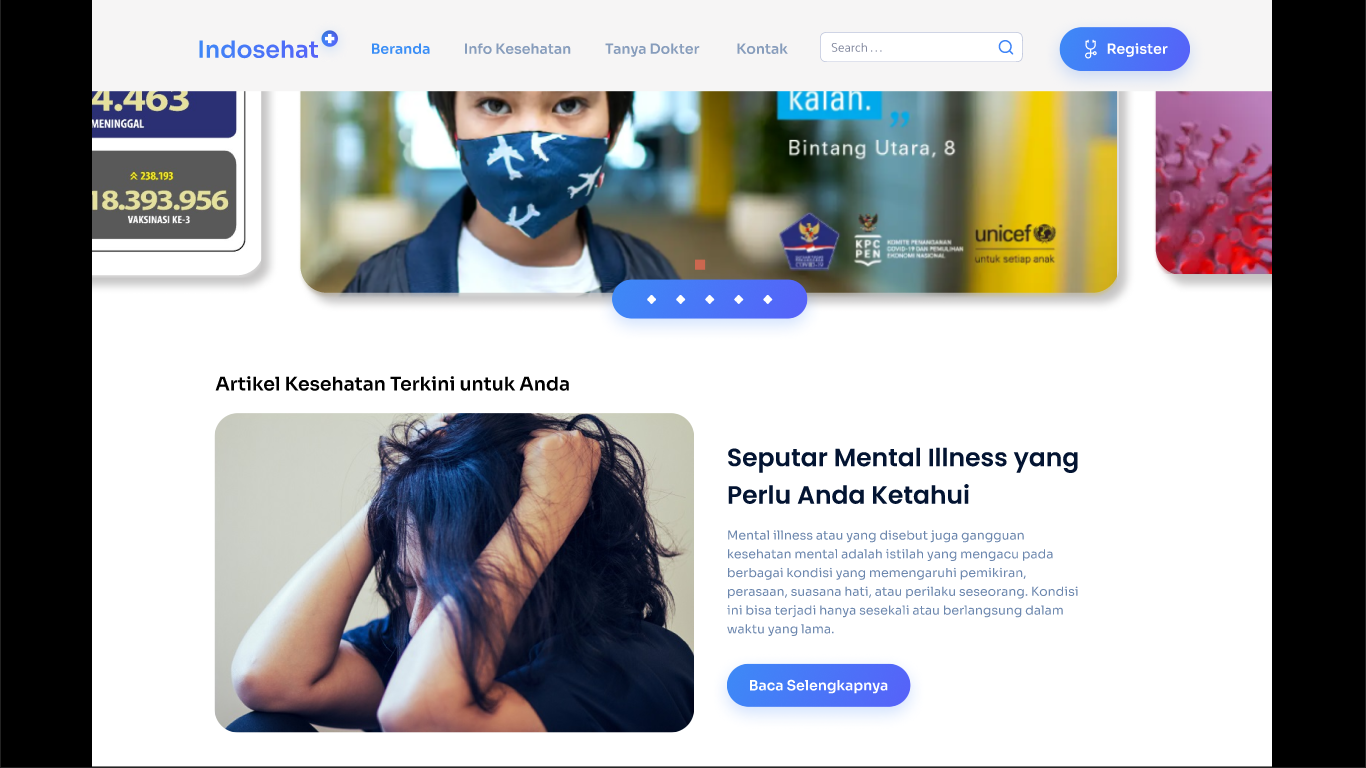 Indosehat
Beranda
Info Kesehatan
Tanya Dokter
Kontak
Search . . .
Register
4.463
MENINGGAL
238.193
18.393.956
VAKSINASI KE-3
kalah.
”
Bintang Utara, 8
KPC
PEN
KOMITE PENANGANAN
COVID-19 DAN PEMULIHAN
EKONOMI NASIONAL
unicef
untuk setiap anak
Artikel Kesehatan Terkini untuk Anda
Seputar Mental Illness yang
Perlu Anda Ketahui
Mental illness atau yang disebut juga gangguan
kesehatan mental adalah istilah yang mengacu pada
berbagai kondisi yang memengaruhi pemikiran,
perasaan, suasana hati, atau perilaku seseorang. Kondisi
ini bisa terjadi hanya sesekali atau berlangsung dalam
waktu yang lama.
Baca Selengkapnya